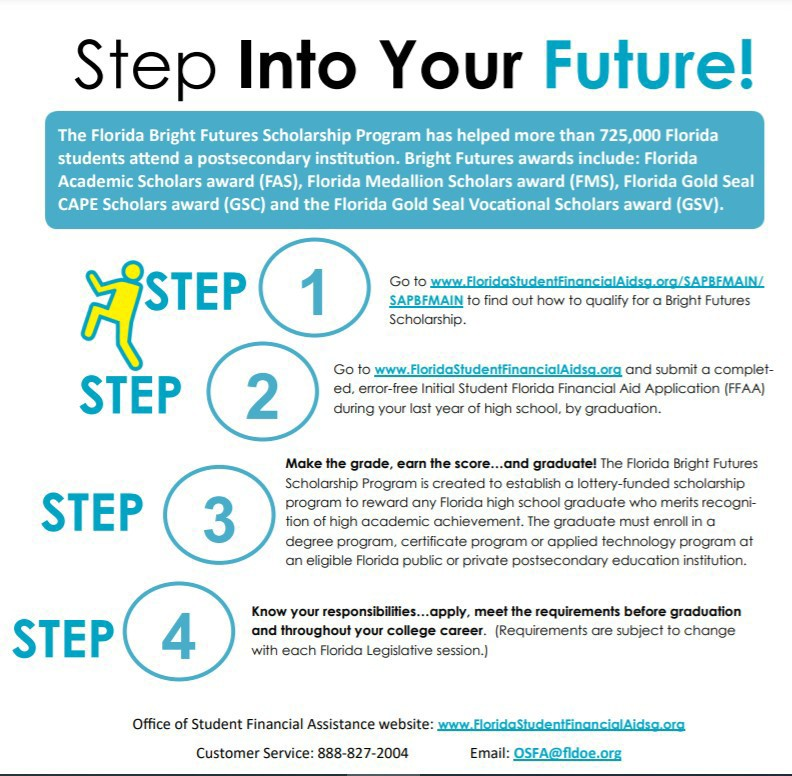 Step Into Your Future!
The Florida Bright Futures Scholarship Program has helped more than 725,000 Florida
students attend a postsecondary institution. Bright Futures awards include: Florida
Academic Scholars award (FAS), Florida Medallion Scholars award (FMS), Florida Gold Seal
CAPE Scholars award (GSC) and the Florida Gold Seal Vocational Scholars award (GSV).
STEP 1
Go to www.FloridaStudentFinancialAidsg.org/SAPBFMAIN/
SAPBFMAIN to find out how to qualify for a Bright Futures
Scholarship.
STEP 2
Go to www.FloridaStudentFinancialAidsg.org and submit a complet-
ed, error-free Initial Student Florida Financial Aid Application (FFAA)
during your last year of high school, by graduation.
STEP 3
Make the grade, earn the score...and graduate! The Florida Bright Futures
Scholarship Program is created to establish a lottery-funded scholarship
program to reward any Florida high school graduate who merits recogni-
tion of high academic achievement. The graduate must enroll in a
degree program, certificate program or applied technology program at
an eligible Florida public or private postsecondary education institution.
STEP 4
Know your responsibilities...apply, meet the requirements before graduation
and throughout your college career. (Requirements are subject to change
with each Florida Legislative session.)
Office of Student Financial Assistance website: www.FloridaStudentFinancialAidsg.org
Customer Service: 888-827-2004 Email: OSFA@fldoe.org